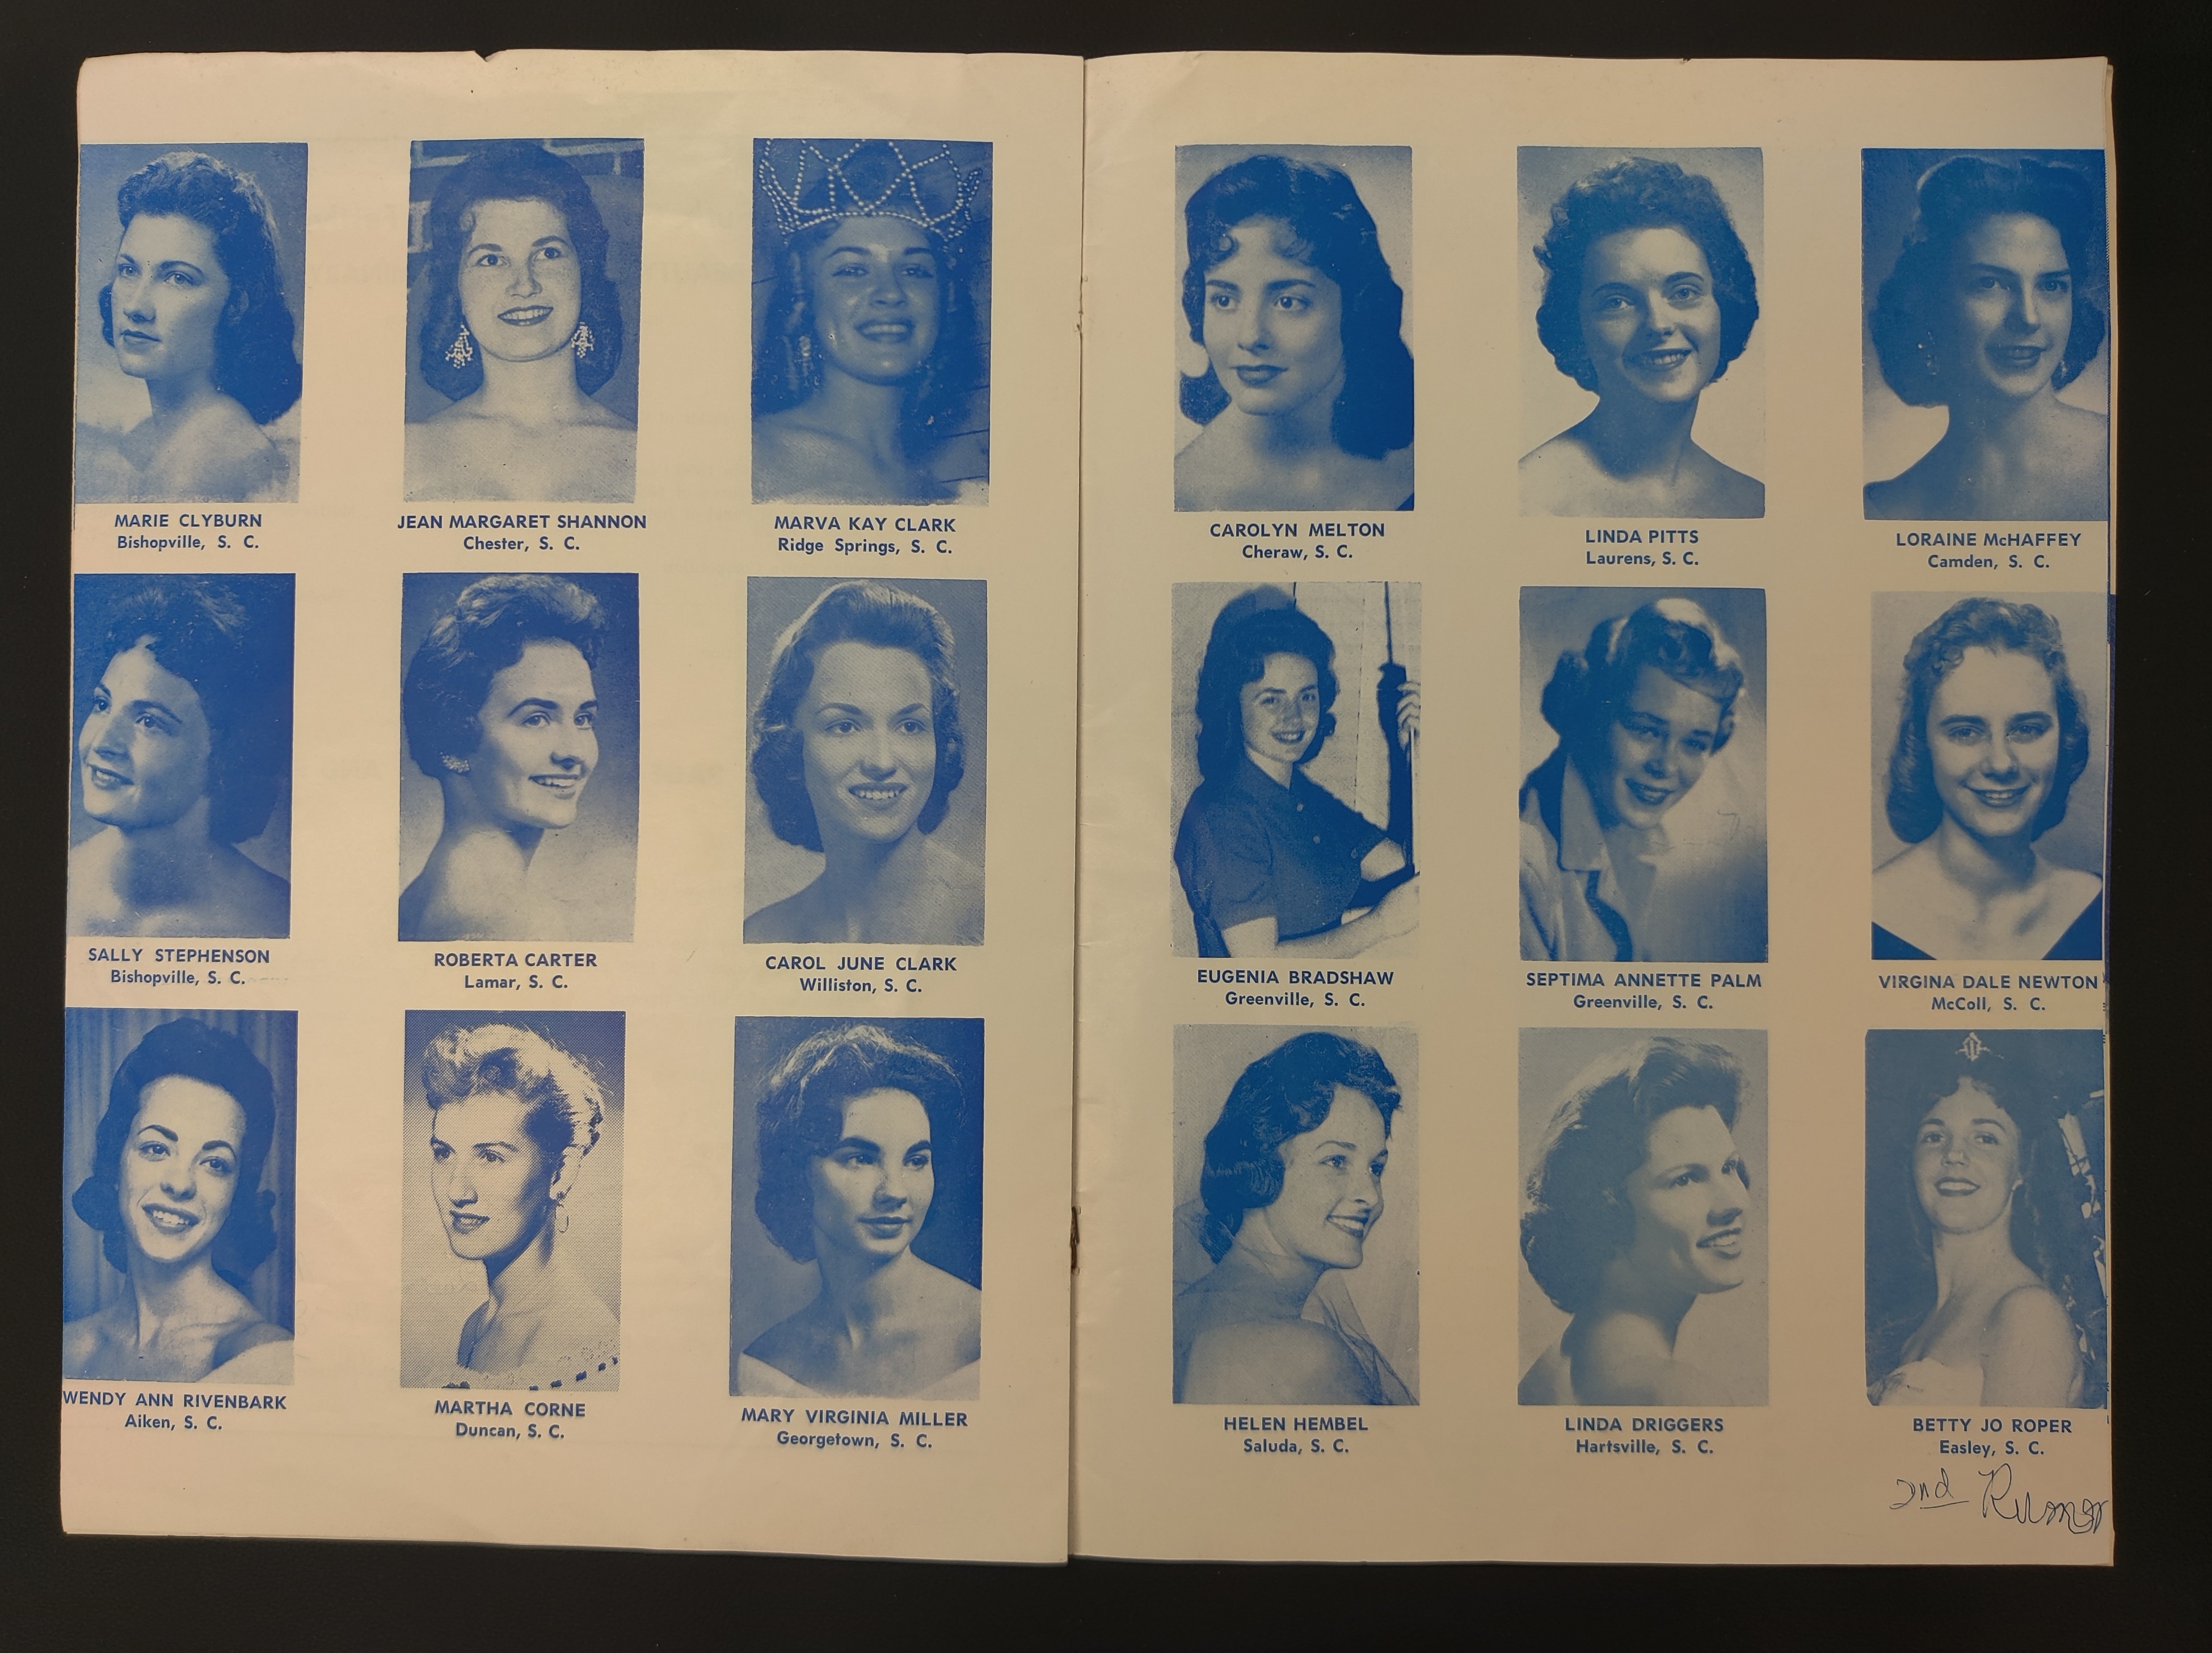 MARIE CLYBURN
Bishopville, S. C.
JEAN MARGARET SHANNON
Chester, S. C.
MARVA KAY CLARK
Ridge Springs, S. C.
SALLY STEPHENSON
Bishopville, S. C.
ROBERTA CARTER
Lamar, S. C.
CAROL JUNE CLARK
Williston, S. C.
WENDY ANN RIVENBARK
Aiken, S. C.
MARTHA CORNE
Duncan, S. C.
MARY VIRGINIA MILLER
Georgetown, S. C.
CAROLYN MELTON
Cheraw, S. C.
LINDA PITTS
Laurens, S. C.
LORAINE McHAFFEY
Camden, S. C.
EUGENIA BRADSHAW
Greenville, S. C.
SEPTIMA ANNETTE PALM
Greenville, S. C.
VIRGINA DALE NEWTON
McColl, S. C.
HELEN HEMBEL
Saluda, S. C.
LINDA DRIGGERS
Hartsville, S. C.
BETTY JO ROPER
Easley, S. C.
2nd